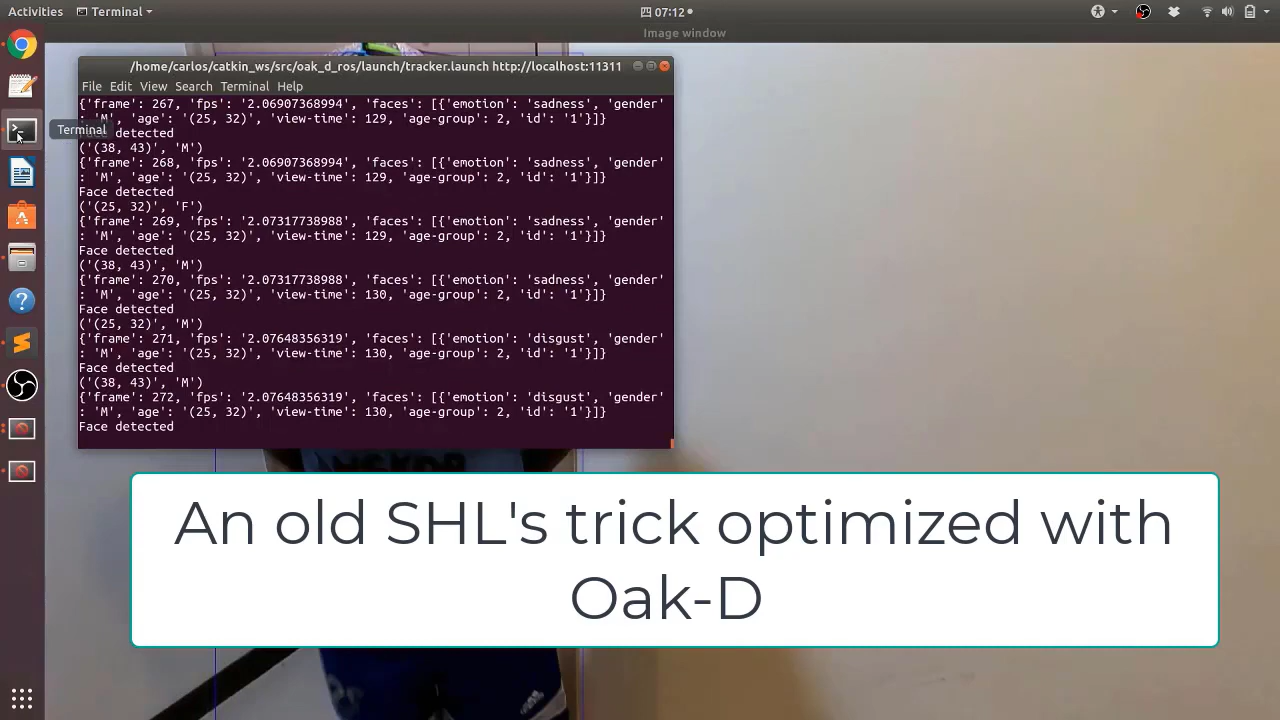 Activities
Terminal
四 07:12
Image window
/home/carlos/catkin_ws/src/oak_d_ros/launch/tracker.launch http://localhost:11311
File Edit View Search Terminal Help
{'frame': 267, 'fps': '2.06907368994', 'faces': [{'emotion': 'sadness', 'gender'
: 'M', 'age': '(25, 32)', 'view-time': 129, 'age-group': 2, 'id': '1'}]}
Terminal
detected
('(38, 43)', 'M')
{'frame': 268, 'fps': '2.06907368994', 'faces': [{'emotion': 'sadness', 'gender'
: 'M', 'age': '(25, 32)', 'view-time': 129, 'age-group': 2, 'id': '1'}]}
Face detected
('(25, 32)', 'F')
{'frame': 269, 'fps': '2.07317738988', 'faces': [{'emotion': 'sadness', 'gender'
: 'M', 'age': '(25, 32)', 'view-time': 129, 'age-group': 2, 'id': '1'}]}
Face detected
('(38, 43)', 'M')
{'frame': 270, 'fps': '2.07317738988', 'faces': [{'emotion': 'sadness', 'gender'
: 'M', 'age': '(25, 32)', 'view-time': 130, 'age-group': 2, 'id': '1'}]}
Face detected
('(25, 32)', 'M')
{'frame': 271, 'fps': '2.07648356319', 'faces': [{'emotion': 'disgust', 'gender'
: 'M', 'age': '(25, 32)', 'view-time': 130, 'age-group': 2, 'id': '1'}]}
Face detected
('(38, 43)', 'M')
{'frame': 272, 'fps': '2.07648356319', 'faces': [{'emotion': 'disgust', 'gender'
: 'M', 'age': '(25, 32)', 'view-time': 130, 'age-group': 2, 'id': '1'}]}
Face detected
An old SHL's trick optimized with
Oak-D